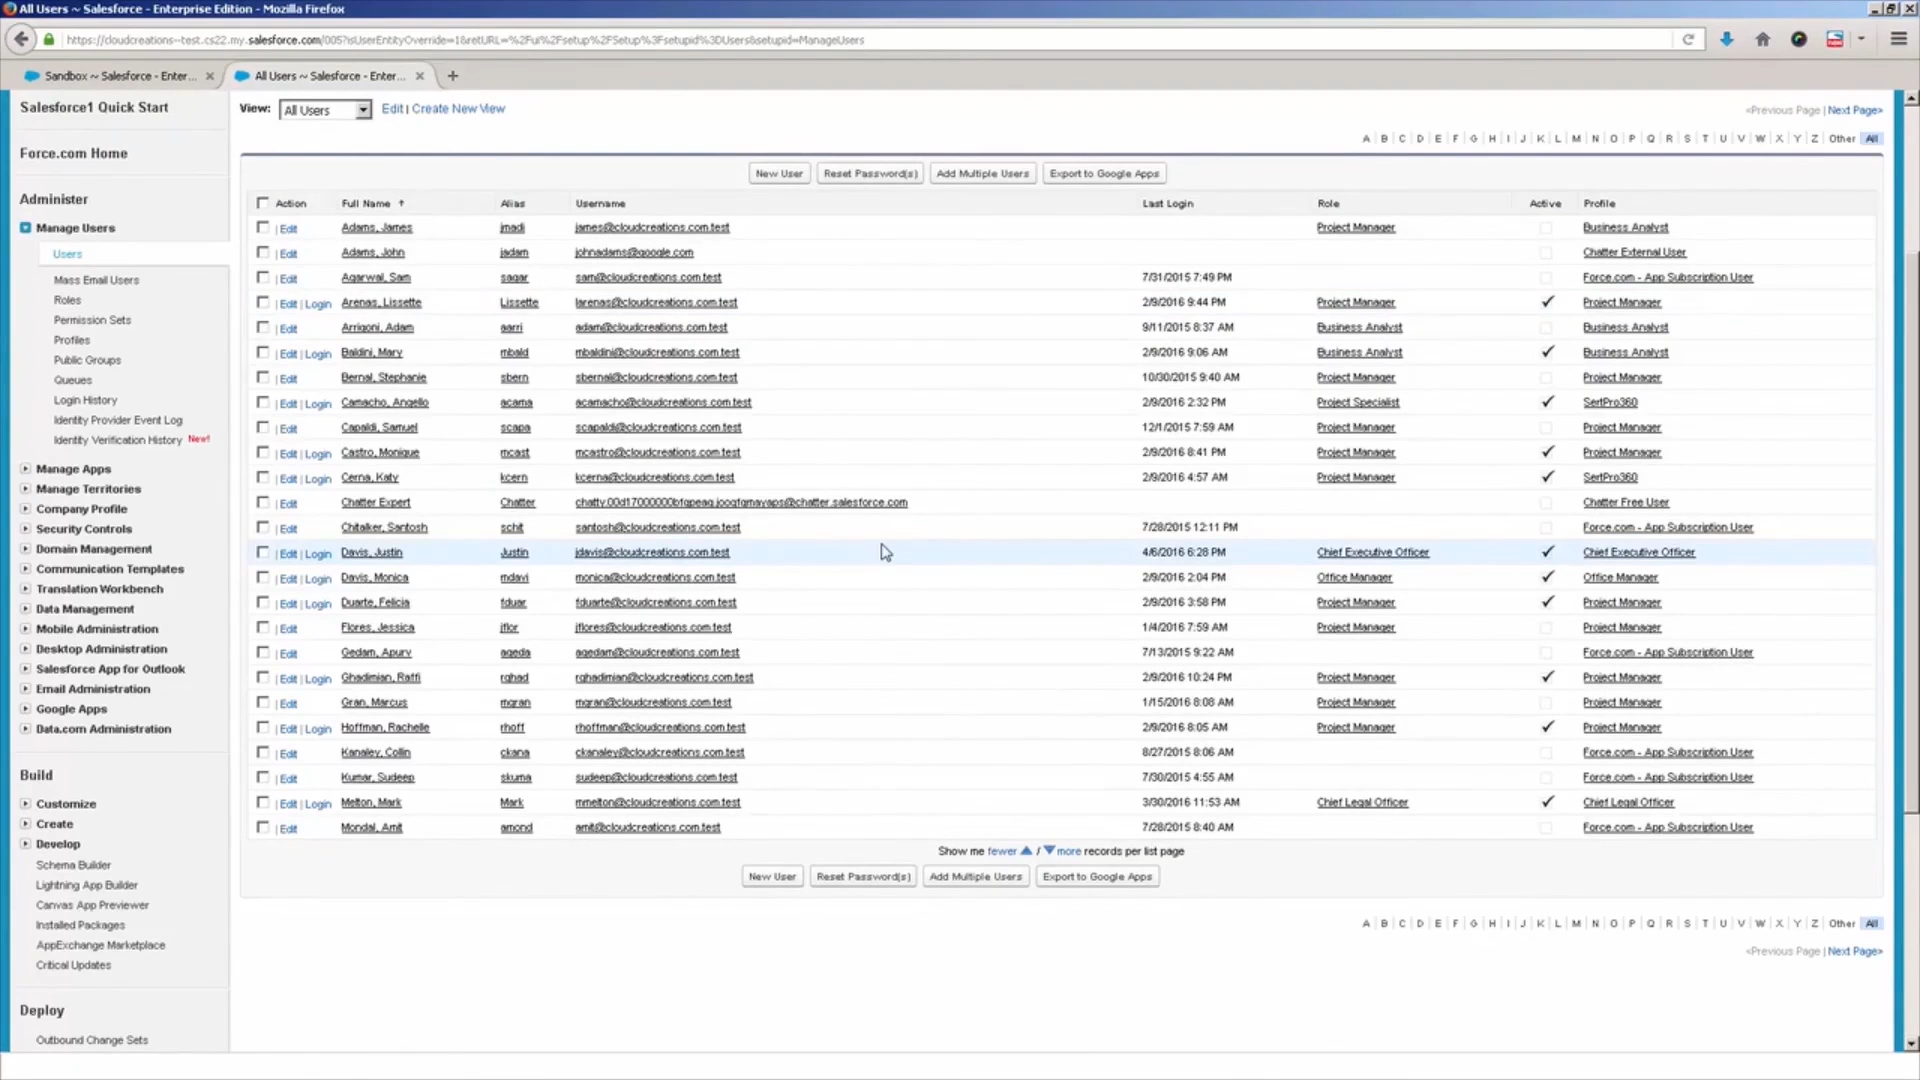 All Users ~ Salesforce - Enterprise Edition - Mozilla Firefox
https://cloudcreations--test.cs22.my.salesforce.com/005?isUserEntityOverride=1&retURL=%2Fui%2Fsetup%2FSetup%3Fsetupid%3DUsers&setupid=ManageUsers
Sandbox ~ Salesforce - Enter... All Users ~ Salesforce - Enter...
Salesforce1 Quick Start
Force.com Home
Administer
Manage Users
Users
Mass Email Users
Roles
Permission Sets
Profiles
Public Groups
Queues
Login History
Identity Provider Event Log
Identity Verification History New!
Manage Apps
Manage Territories
Company Profile
Security Controls
Domain Management
Communication Templates
Translation Workbench
Data Management
Mobile Administration
Desktop Administration
Salesforce App for Outlook
Email Administration
Google Apps
Data.com Administration
Build
Customize
Create
Develop
Schema Builder
Lightning App Builder
Canvas App Previewer
Installed Packages
AppExchange Marketplace
Critical Updates
Deploy
Outbound Change Sets
View: All Users Edit | Create New View
<Previous Page | Next Page>
A | B | C | D | E | F | G | H | I | J | K | L | M | N | O | P | Q | R | S | T | U | V | W | X | Y | Z | Other | All
New User Reset Password(s) Add Multiple Users Export to Google Apps
Action Full Name ↑ Alias Username Last Login Role Active Profile
| Edit Adams, James jmadi james@cloudcreations.com.test Project Manager Business Analyst
| Edit Adams, John jadam johnadams@google.com Chatter External User
| Edit Agarwal, Sam sagar sam@cloudcreations.com.test 7/31/2015 7:49 PM Force.com - App Subscription User
| Edit | Login Arenas, Lissette Lissette larenas@cloudcreations.com.test 2/9/2016 9:44 PM Project Manager ✓ Project Manager
| Edit Arrigoni, Adam aarri adam@cloudcreations.com.test 9/11/2015 8:37 AM Business Analyst Business Analyst
| Edit | Login Baldini, Mary mbald mbaldini@cloudcreations.com.test 2/9/2016 9:06 AM Business Analyst ✓ Business Analyst
| Edit Bernal, Stephanie sbern sbernal@cloudcreations.com.test 10/30/2015 9:40 AM Project Manager Project Manager
| Edit | Login Camacho, Angello acama acamacho@cloudcreations.com.test 2/9/2016 2:32 PM Project Specialist ✓ SertPro360
| Edit Capaldi, Samuel scapa scapaldi@cloudcreations.com.test 12/1/2015 7:59 AM Project Manager Project Manager
| Edit | Login Castro, Monique mcast mcastro@cloudcreations.com.test 2/9/2016 8:41 PM Project Manager ✓ Project Manager
| Edit | Login Cerna, Katy kcern kcerna@cloudcreations.com.test 2/9/2016 4:57 AM Project Manager ✓ SertPro360
| Edit Chatter Expert Chatter Chatter Free User
| Edit Chitalker, Santosh schit santosh@cloudcreations.com.test 7/28/2015 12:11 PM Force.com - App Subscription User
| Edit | Login Davis, Justin Justin jdavis@cloudcreations.com.test 4/6/2016 6:28 PM Chief Executive Officer ✓ Chief Executive Officer
| Edit | Login Davis, Monica mdavi monica@cloudcreations.com.test 2/9/2016 2:04 PM Office Manager ✓ Office Manager
| Edit | Login Duarte, Felicia fduar fduarte@cloudcreations.com.test 2/9/2016 3:58 PM Project Manager ✓ Project Manager
| Edit Flores, Jessica jflor jflores@cloudcreations.com.test 1/4/2016 7:59 AM Project Manager Project Manager
| Edit Gedam, Apurv ageda agedam@cloudcreations.com.test 7/13/2015 9:22 AM Force.com - App Subscription User
| Edit | Login Ghadimian, Raffi rghad rghadimian@cloudcreations.com.test 2/9/2016 10:24 PM Project Manager ✓ Project Manager
| Edit Gran, Marcus mgran mgran@cloudcreations.com.test 1/15/2016 8:08 AM Project Manager Project Manager
| Edit | Login Hoffman, Rachelle rhoff rhoffman@cloudcreations.com.test 2/9/2016 8:05 AM Project Manager ✓ Project Manager
| Edit Kanaley, Collin ckana ckanaley@cloudcreations.com.test 8/27/2015 8:06 AM Force.com - App Subscription User
| Edit Kumar, Sudeep skuma sudeep@cloudcreations.com.test 7/30/2015 4:55 AM Force.com - App Subscription User
| Edit | Login Melton, Mark Mark mmelton@cloudcreations.com.test 3/30/2016 11:53 AM Chief Legal Officer ✓ Chief Legal Officer
| Edit Mondal, Amit amond amit@cloudcreations.com.test 7/28/2015 8:40 AM Force.com - App Subscription User
Show me fewer ▲ / ▼ more records per list page
New User Reset Password(s) Add Multiple Users Export to Google Apps
A | B | C | D | E | F | G | H | I | J | K | L | M | N | O | P | Q | R | S | T | U | V | W | X | Y | Z | Other | All
<Previous Page | Next Page>